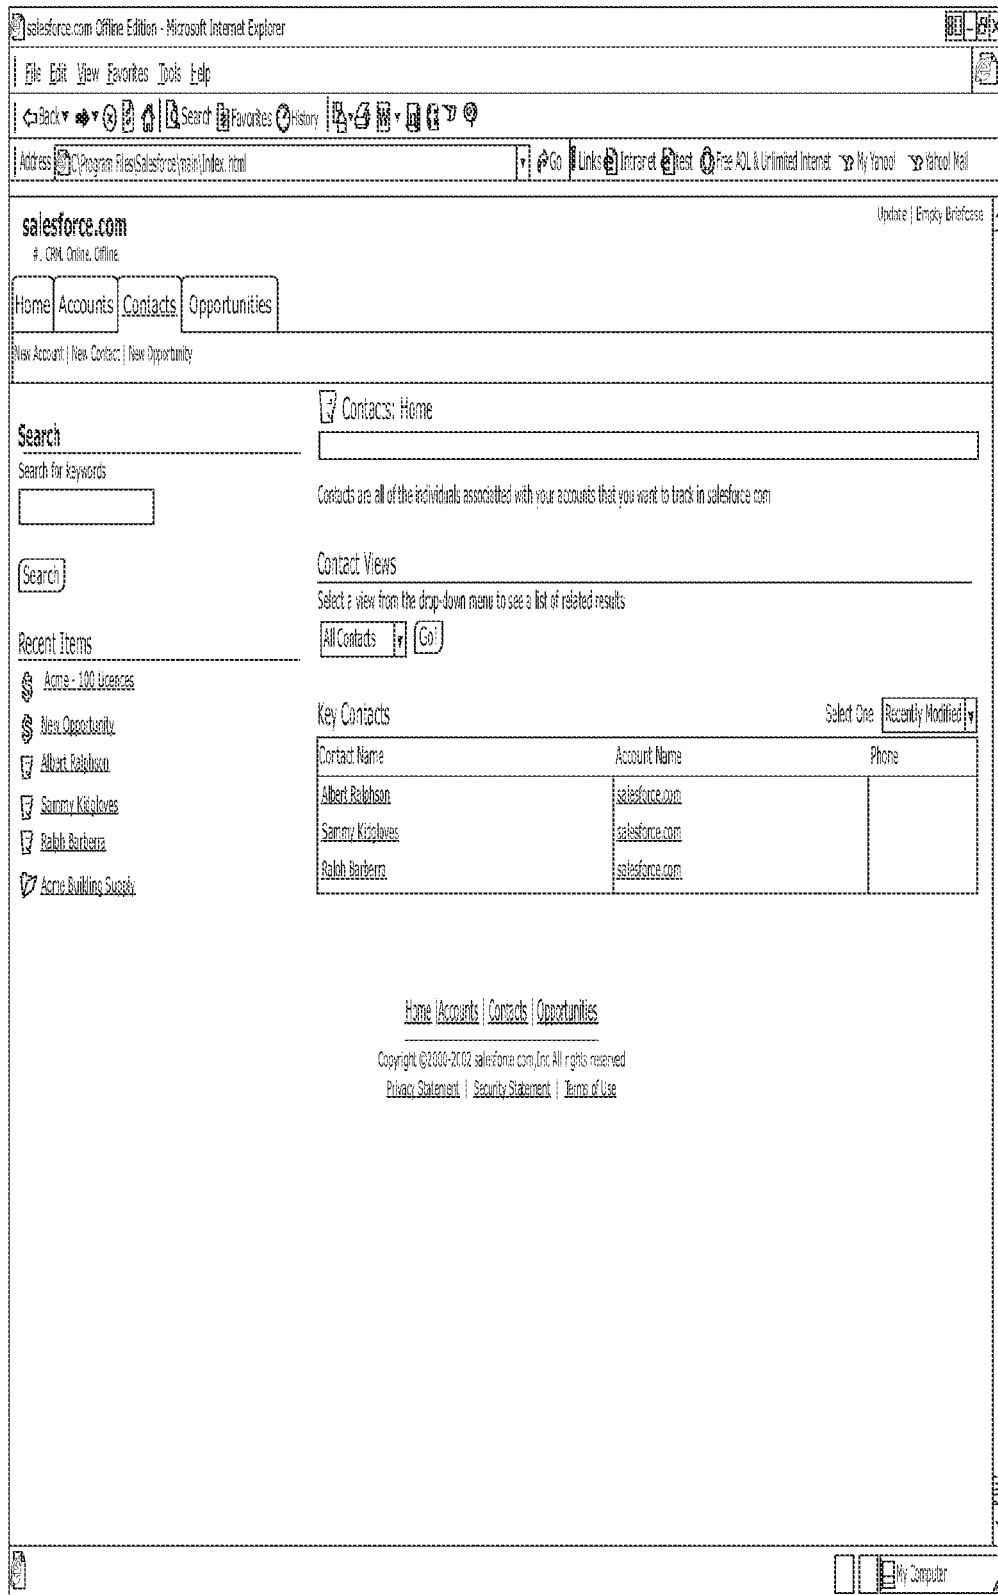 salesforce.com Offline Edition - Microsoft Internet Explorer
File Edit View Favorites Tools Help
Back Search Favorites History
Address C:\Program Files\Salesforce\main\Index.html Go Links Intranet test Free AOL & Unlimited Internet My Yahoo! Yahoo! Mail
salesforce.com Update | Empty Briefcase
#1. CRM. Online. Offline.
Home Accounts Contacts Opportunities
New Account | New Contact | New Opportunity
Contacts: Home
Search
Search for keywords
Search
Recent Items
Acme - 100 Licences
New Opportunity
Albert Ralphson
Sammy Kidgloves
Ralph Barberra
Acme Building Supply
Contacts are all of the individuals associatted with your accounts that you want to track in salesforce com
Contact Views
Select a view from the drop-down menu to see a list of related results
All Contacts Go!
Key Contacts Select One Recently Modified
Contact Name Account Name Phone
Albert Ralphson salesforce.com
Sammy Kidgloves salesforce.com
Ralph Barberra salesforce.com
Home | Accounts | Contacts | Opportunities
Copyright ©2000-2002 salesforce.com,Inc All rights reserved
Privacy Statement | Security Statement | Terms of Use
My Computer